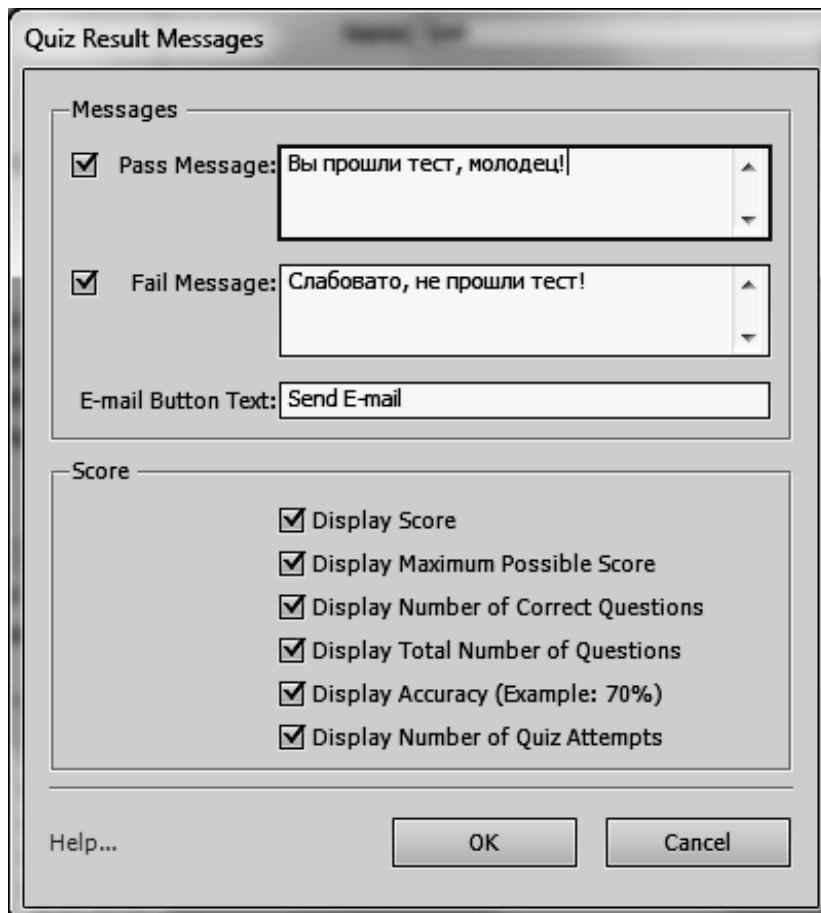 Quiz Result Messages
Messages
Pass Message: Вы прошли тест, молодец!
Fail Message: Слабовато, не прошли тест!
E-mail Button Text: Send E-mail
Score
Display Score
Display Maximum Possible Score
Display Number of Correct Questions
Display Total Number of Questions
Display Accuracy (Example: 70%)
Display Number of Quiz Attempts
Help... OK Cancel